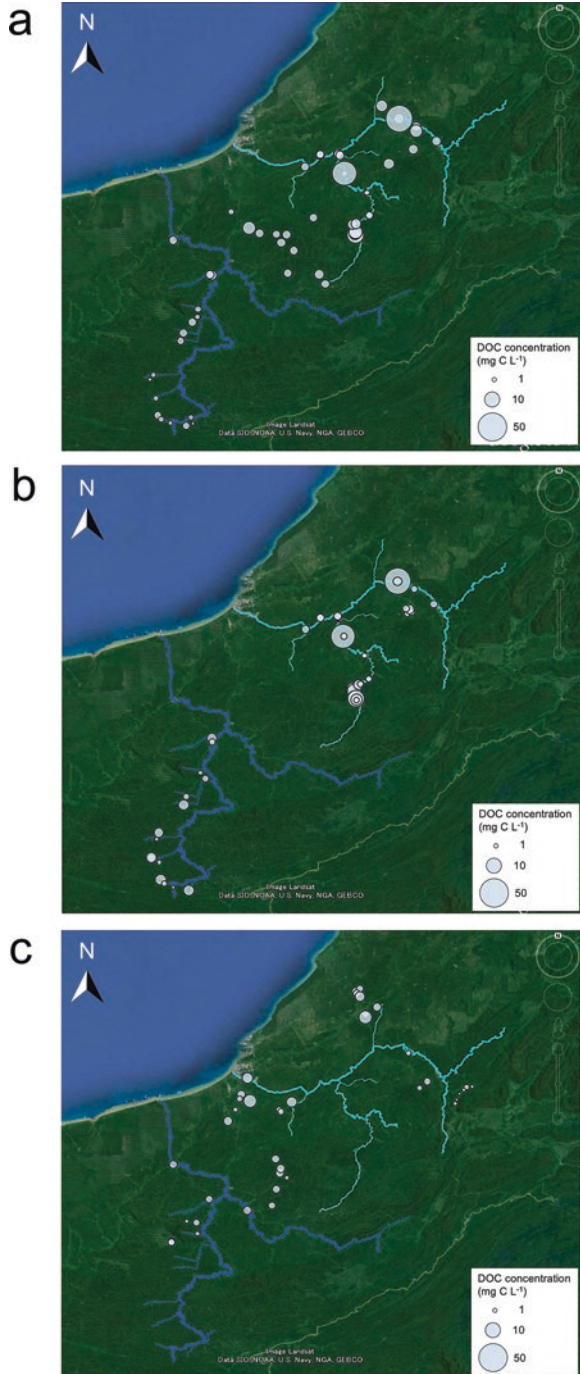 a
N
DOC concentration
(mg C L⁻¹)
1
10
50
Image Landsat
Data SIO, NOAA, U.S. Navy, NGA, GEBCO
b
N
DOC concentration
(mg C L⁻¹)
1
10
50
Image Landsat
Data SIO, NOAA, U.S. Navy, NGA, GEBCO
c
N
DOC concentration
(mg C L⁻¹)
1
10
50
Image Landsat
Data SIO, NOAA, U.S. Navy, NGA, GEBCO